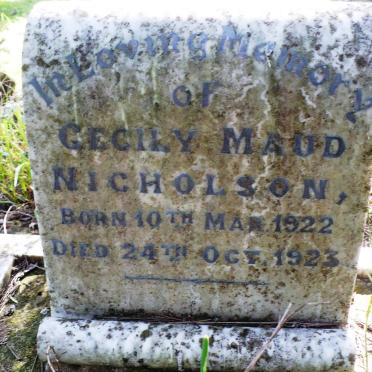 In Loving Memory
OF
CECILY MAUD
NICHOLSON,
BORN 10TH MAR. 1922
DIED 24TH OCT. 1923.